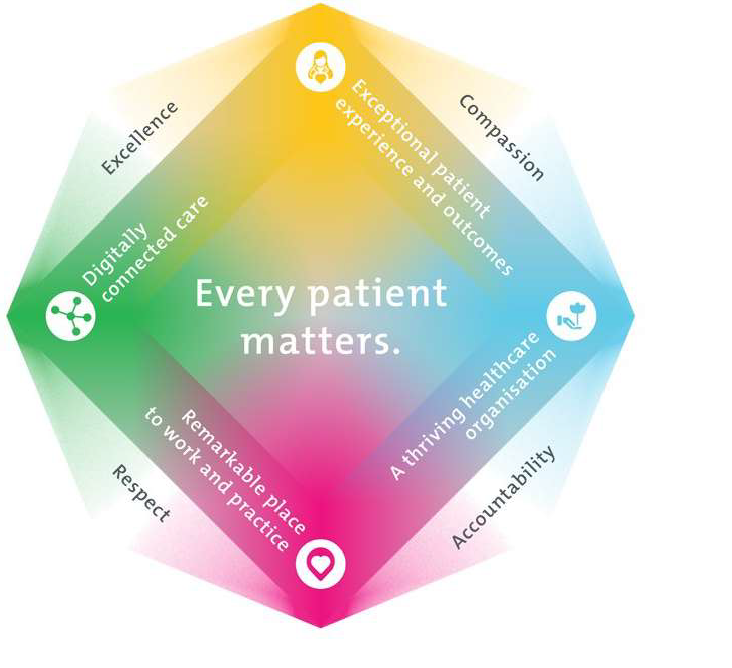 Excellence
Compassion
Exceptional patient
experience and outcomes
Digitally
connected care
Every patient
matters.
A thriving healthcare
organisation
Remarkable place
to work and practice
Respect
Accountability